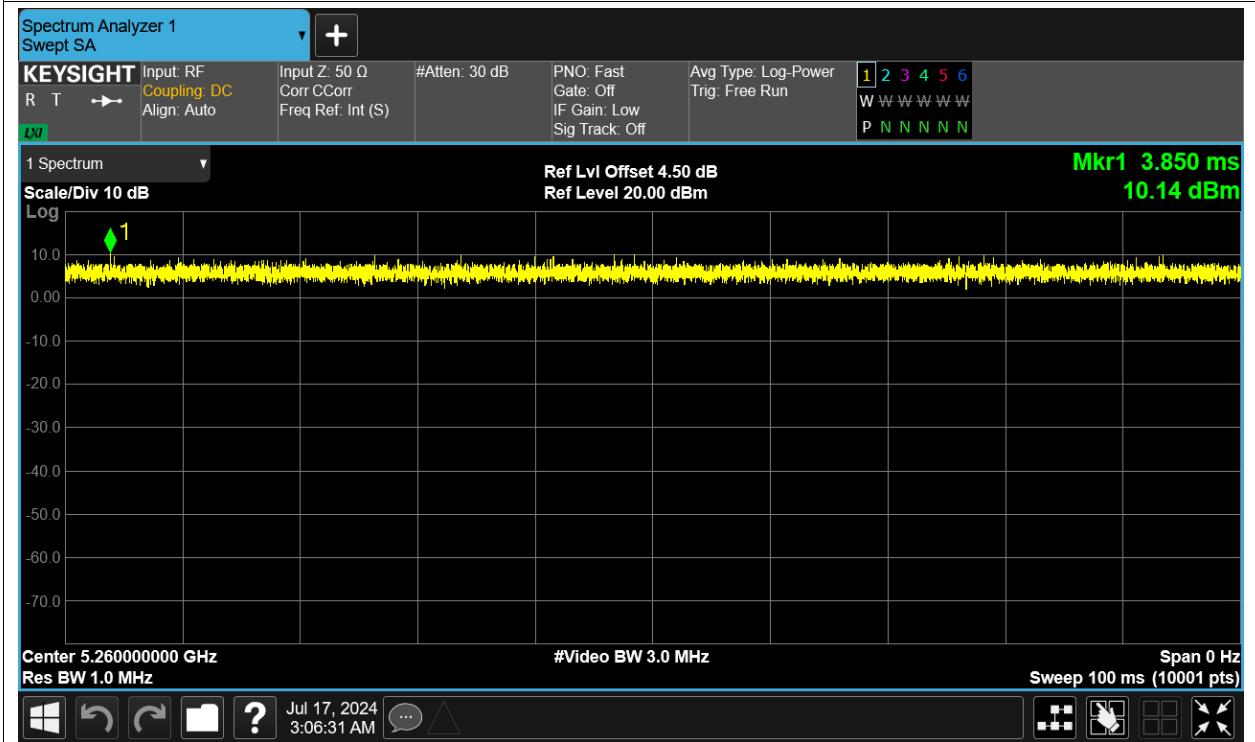 Spectrum Analyzer 1
Swept SA
▼
+
KEYSIGHT
R T
LXI
Input: RF
Coupling: DC
Align: Auto
Input Z: 50 Ω
Corr CCorr
Freq Ref: Int (S)
#Atten: 30 dB
PNO: Fast
Gate: Off
IF Gain: Low
Sig Track: Off
Avg Type: Log-Power
Trig: Free Run
1 2 3 4 5 6
W W W W W W
P N N N N N
1 Spectrum ▼
Scale/Div 10 dB
Log
Ref Lvl Offset 4.50 dB
Ref Level 20.00 dBm
Mkr1 3.850 ms
10.14 dBm
1
10.0
0.00
-10.0
-20.0
-30.0
-40.0
-50.0
-60.0
-70.0
Center 5.260000000 GHz
Res BW 1.0 MHz
#Video BW 3.0 MHz
Span 0 Hz
Sweep 100 ms (10001 pts)
?
Jul 17, 2024
3:06:31 AM